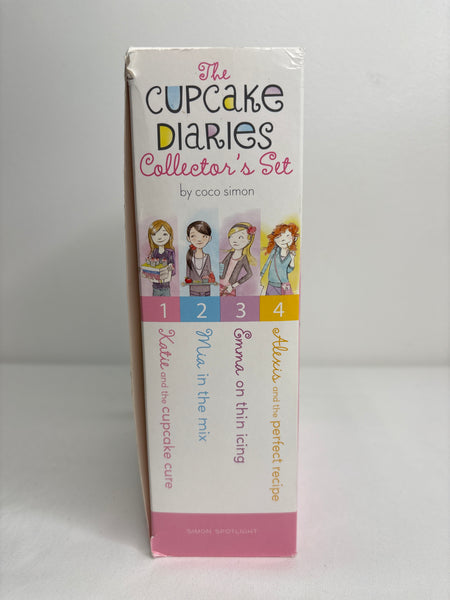 The
CUPCAKE
DIARIES
Collector's Set
by coco simon
1 2 3 4
Katie and the cupcake cure
Mia in the mix
Emma on thin icing
Alexis and the perfect recipe
SIMON SPOTLIGHT